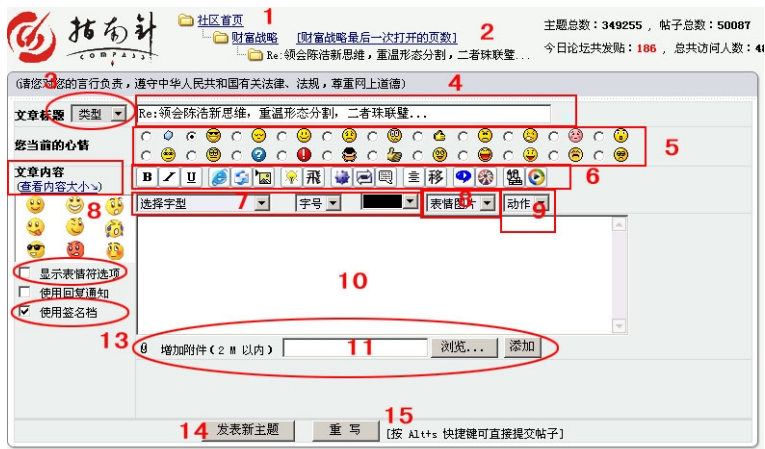 指南针
COMPASS
社区首页 1
财富战略 [财富战略最后一次打开的页数] 2
Re:领会陈浩新思维，重温形态分割，二者珠联璧...
主题总数：349255 ，帖子总数：50087
今日论坛共发贴：186 ，总共访问人数：48
(请您对您的言行负责，遵守中华人民共和国有关法律、法规，尊重网上道德)
3 4
文章标题 类型 Re:领会陈浩新思维，重温形态分割，二者珠联璧...
您当前的心情 5
文章内容
(查看内容大小↘)
B I U 飛 移 6
选择字型 7 字号 表情图片 8 动作 9
8
10
显示表情符选项
使用回复通知
使用签名档
13
增加附件(2 M 以内) 11 浏览... 添加
14 发表新主题 重 写 15 [按 Alt+s 快捷键可直接提交帖子]